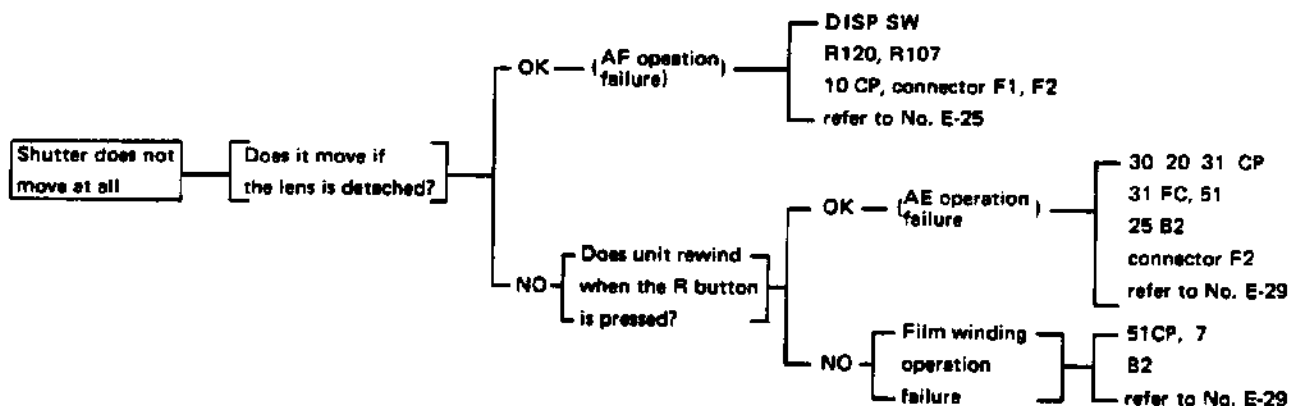 Shutter does not
move at all
Does it move if
the lens is detached?
OK
(AF opeation
failure)
DISP SW
R120, R107
10 CP, connector F1, F2
refer to No. E-25
NO
Does unit rewind
when the R button
is pressed?
OK
(AE operation
failure)
30 20 31 CP
31 FC, 51
25 B2
connector F2
refer to No. E-29
NO
Film winding
operation
failure
51CP, 7
B2
refer to No. E-29